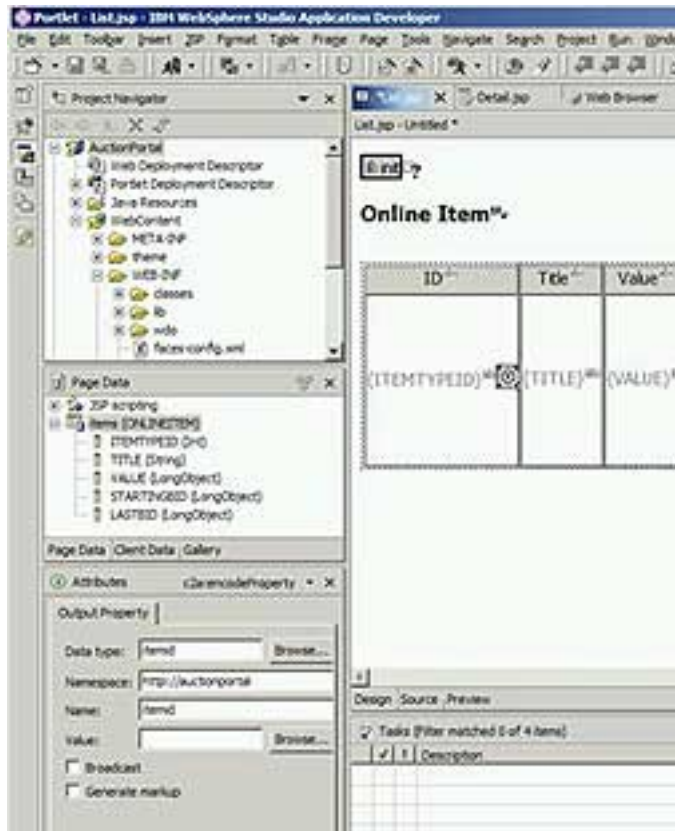 Portlet - List.jsp - IBM WebSphere Studio Application Developer
File Edit Toolbar Insert JSP Format Table Frame Page Tools Navigate Search Project Run
Project Navigator
Detail.jsp
Web Browser
List.jsp - Untitled *
AuctionPortal
Web Deployment Descriptor
Portlet Deployment Descriptor
Java Resources
WebContent
META-INF
theme
WEB-INF
classes
lib
wdo
faces-config.xml
init
Online Item
ID Title Value
{ITEMTYPEID} {TITLE} {VALUE}
Page Data
JSP scripting
items (ONLINEITEM)
ITEMTYPEID (Int)
TITLE (String)
VALUE (LongObject)
STARTINGBID (LongObject)
LASTBID (LongObject)
Page Data Client Data Gallery
Attributes c2a:encodeProperty
Output Property
Data type: itemid Browse...
Namespace: http://auctionportal
Name: itemid
Value: Browse...
Broadcast
Generate markup
Design Source Preview
Tasks (Filter matched 0 of 4 items)
! Description